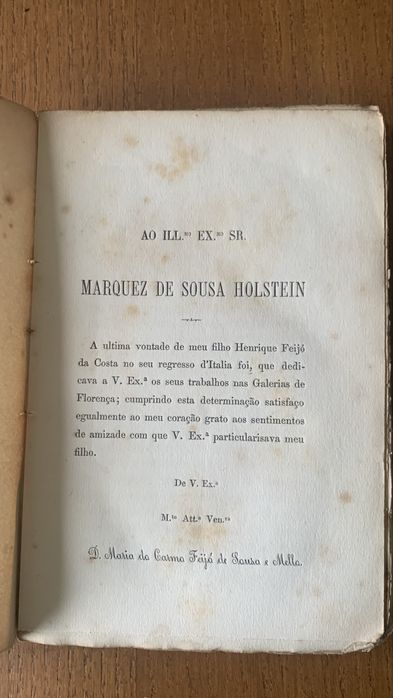 AO ILL.ᵐᵒ EX.ᵐᵒ SR.
MARQUEZ DE SOUSA HOLSTEIN
A ultima vontade de meu filho Henrique Feijó
da Costa no seu regresso d'Italia foi, que dedi-
cava a V. Ex.ª os seus trabalhos nas Galerias de
Florença; cumprindo esta determinação satisfaço
egualmente ao meu coração grato aos sentimentos
de amizade com que V. Ex.ª particularisava meu
filho.
De V. Ex.ª
M.ᵗᵒ Att.ª Ven.ʳᵃ
D. Maria do Carmo Feijó de Sousa e Mello.